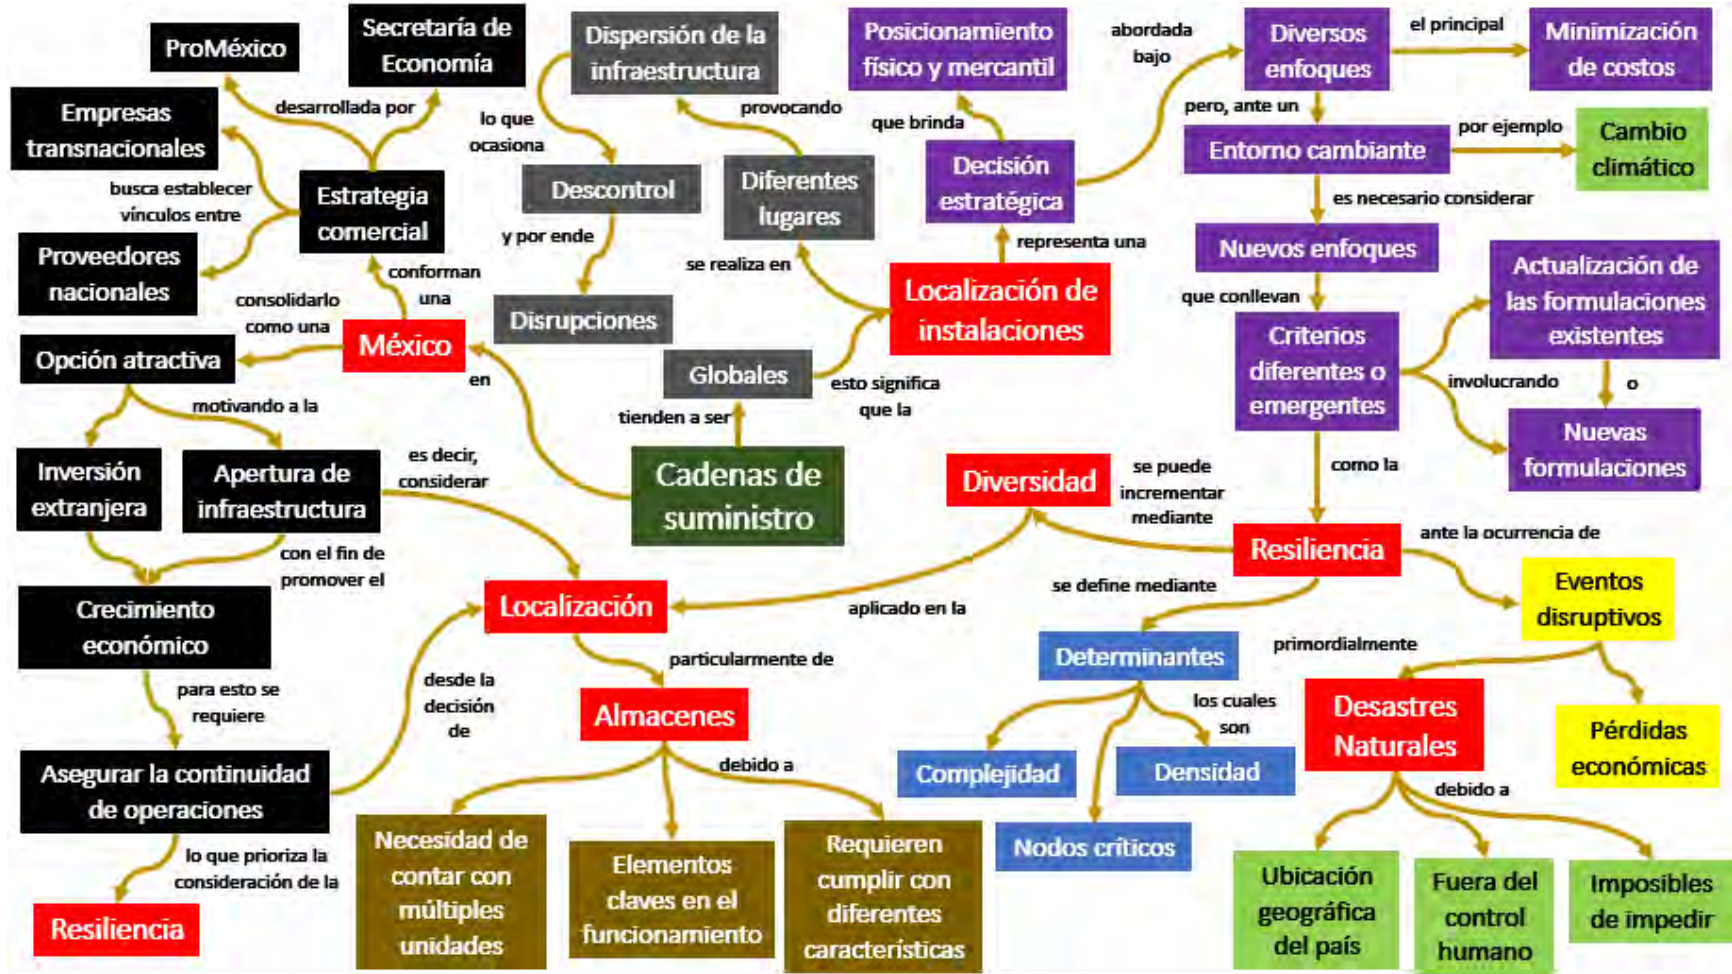 ProMéxico
Secretaría de
Economía
desarrollada por
Empresas
transnacionales
busca establecer
vínculos entre
Estrategia
comercial
Proveedores
nacionales
conforman
una
consolidarlo
como una
México
en
Opción atractiva
motivando a la
Inversión
extranjera
Apertura de
infraestructura
es decir,
considerar
con el fin de
promover el
Crecimiento
económico
para esto se
requiere
Asegurar la continuidad
de operaciones
desde la
decisión
de
lo que prioriza la
consideración de la
Resiliencia
Dispersión de la
infraestructura
lo que
ocasiona
provocando
Descontrol
Diferentes
lugares
y por ende
se realiza en
Disrupciones
Globales
esto significa
que la
tienden a ser
Cadenas de
suministro
Posicionamiento
físico y mercantil
que brinda
Decisión
estratégica
representa una
Localización de
instalaciones
abordada
bajo
Diversos
enfoques
el principal
Minimización
de costos
pero, ante un
Entorno cambiante
por ejemplo
Cambio
climático
es necesario considerar
Nuevos enfoques
que conllevan
Criterios
diferentes o
emergentes
involucrando
Actualización de
las formulaciones
existentes
o
Nuevas
formulaciones
como la
Diversidad
se puede
incrementar
mediante
Resiliencia
ante la ocurrencia de
Eventos
disruptivos
se define mediante
aplicado en la
Localización
particularmente de
Almacenes
debido a
Necesidad de
contar con
múltiples
unidades
Elementos
claves en el
funcionamiento
Requieren
cumplir con
diferentes
características
Determinantes
los cuales
son
Complejidad
Densidad
Nodos críticos
primordialmente
Desastres
Naturales
Pérdidas
económicas
debido a
Ubicación
geográfica
del país
Fuera del
control
humano
Imposibles
de impedir